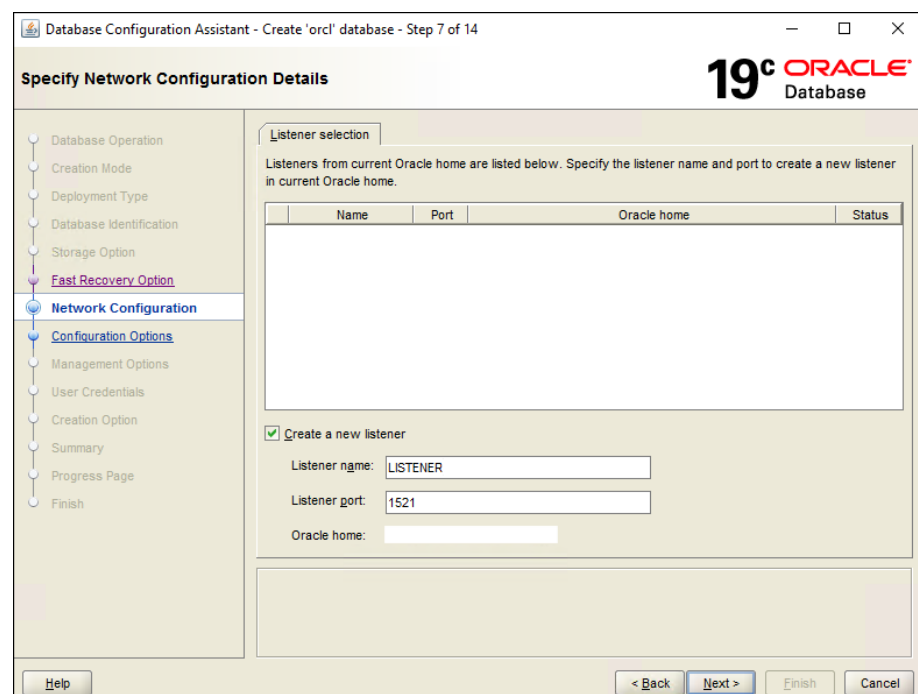 Database Configuration Assistant - Create 'orcl' database - Step 7 of 14
Specify Network Configuration Details
19c ORACLE
Database
Database Operation
Creation Mode
Deployment Type
Database Identification
Storage Option
Fast Recovery Option
Network Configuration
Configuration Options
Management Options
User Credentials
Creation Option
Summary
Progress Page
Finish
Listener selection
Listeners from current Oracle home are listed below. Specify the listener name and port to create a new listener
in current Oracle home.
Name Port Oracle home Status
Create a new listener
Listener name: LISTENER
Listener port: 1521
Oracle home:
Help < Back Next > Finish Cancel